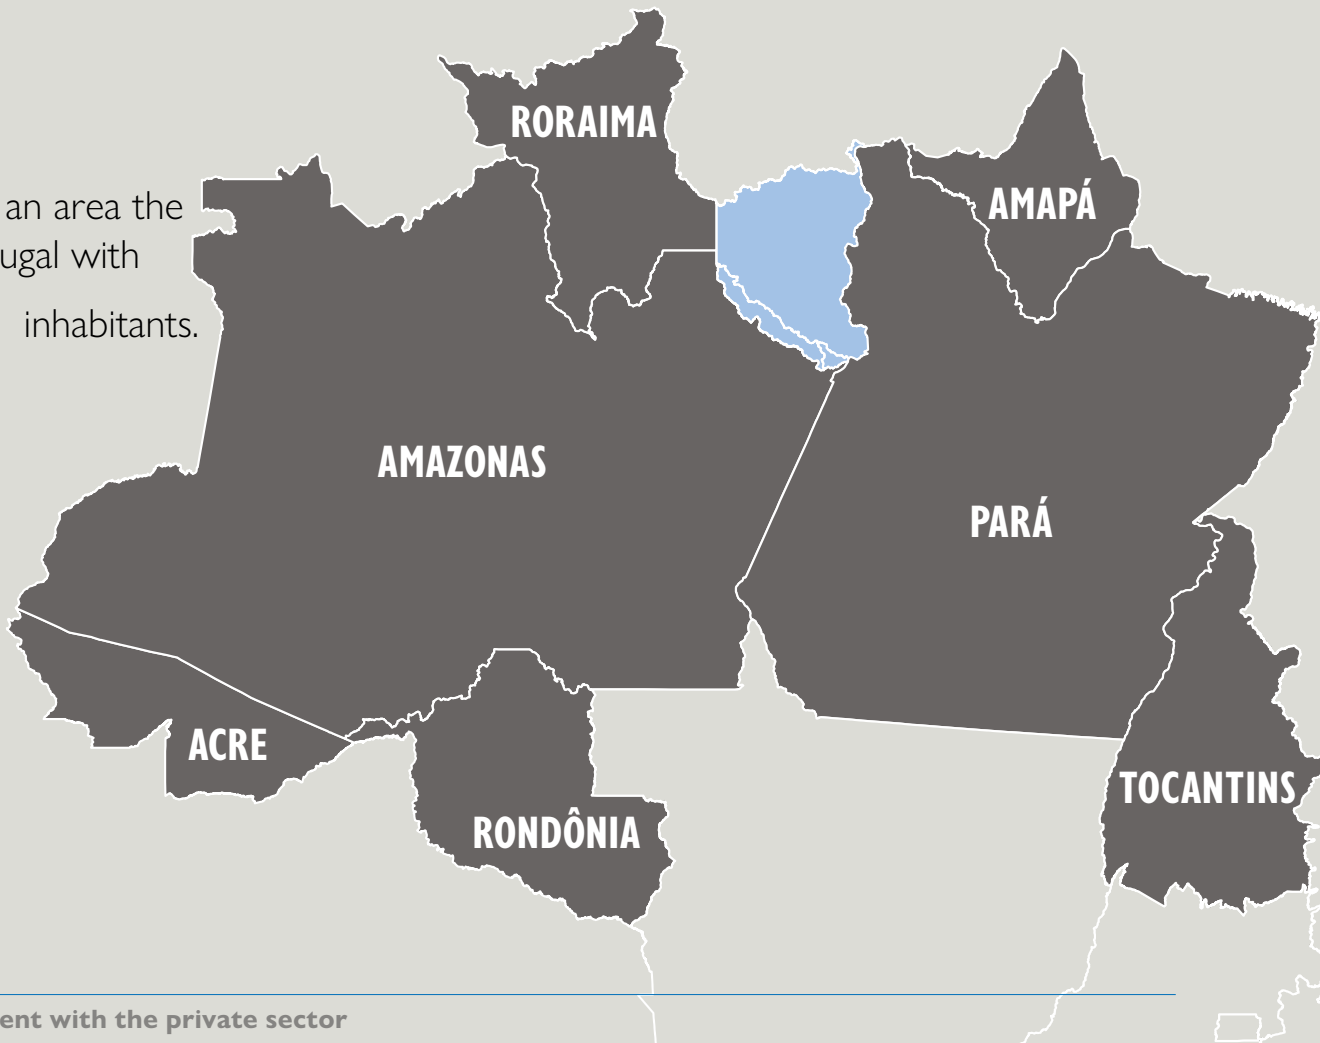 RORAIMA
AMAPÁ
an area the
ugal with
inhabitants.
AMAZONAS
PARÁ
ACRE
TOCANTINS
RONDÔNIA
ent with the private sector